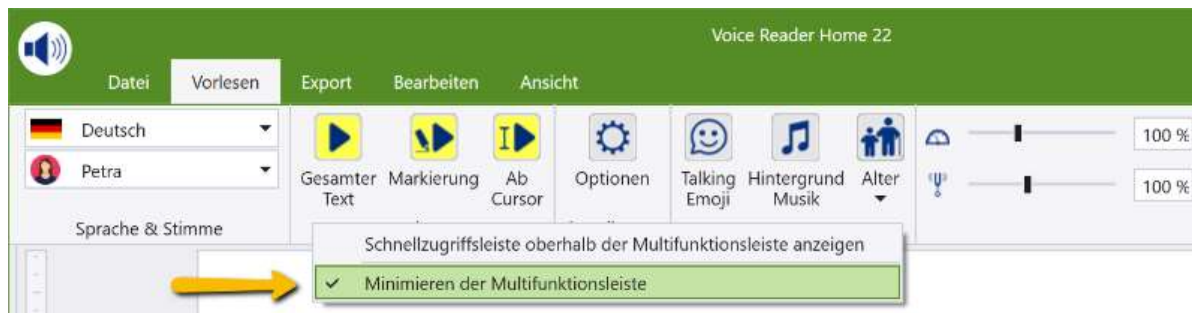 Voice Reader Home 22
Datei Vorlesen Export Bearbeiten Ansicht
Deutsch
Petra
Sprache & Stimme
Gesamter Text
Markierung
Ab Cursor
Optionen
Talking Emoji
Hintergrund Musik
Alter
100 %
100 %
Schnellzugriffsleiste oberhalb der Multifunktionsleiste anzeigen
Minimieren der Multifunktionsleiste